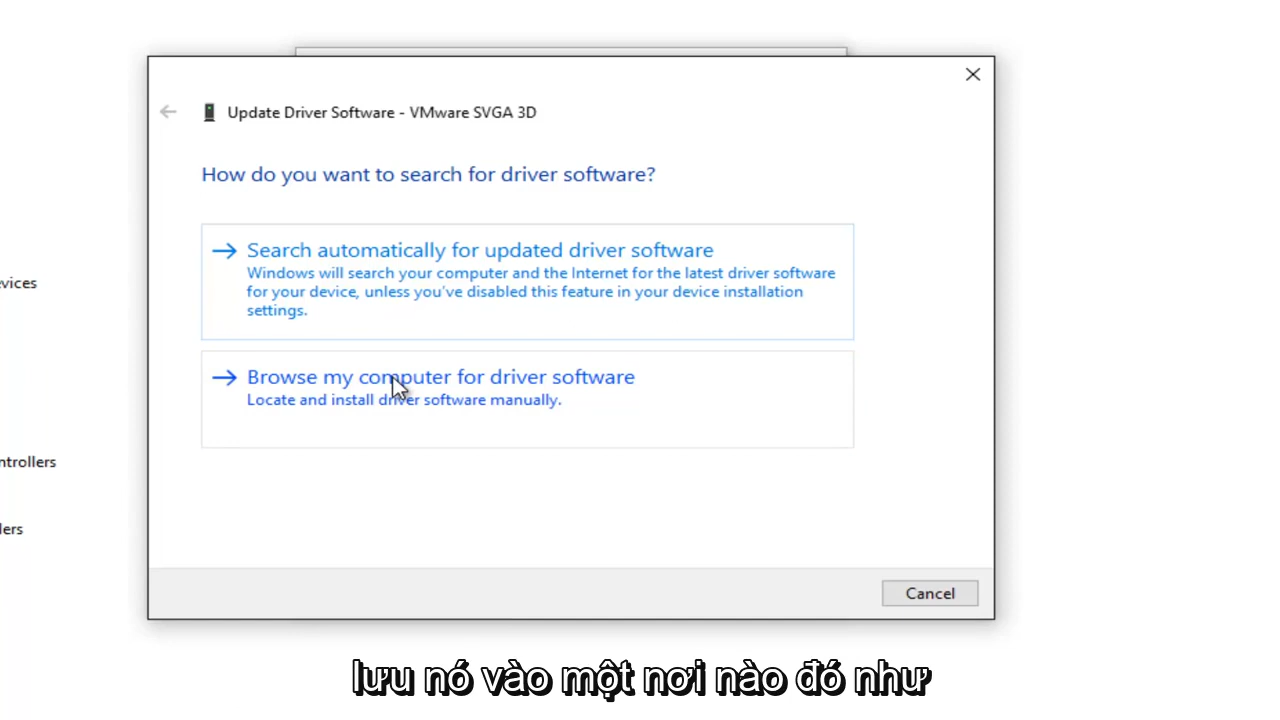 Update Driver Software - VMware SVGA 3D
How do you want to search for driver software?
Search automatically for updated driver software
Windows will search your computer and the Internet for the latest driver software
for your device, unless you've disabled this feature in your device installation
settings.
evices
Browse my computer for driver software
Locate and install driver software manually.
ntrollers
lers
Cancel
lưu nó vào một nơi nào đó như